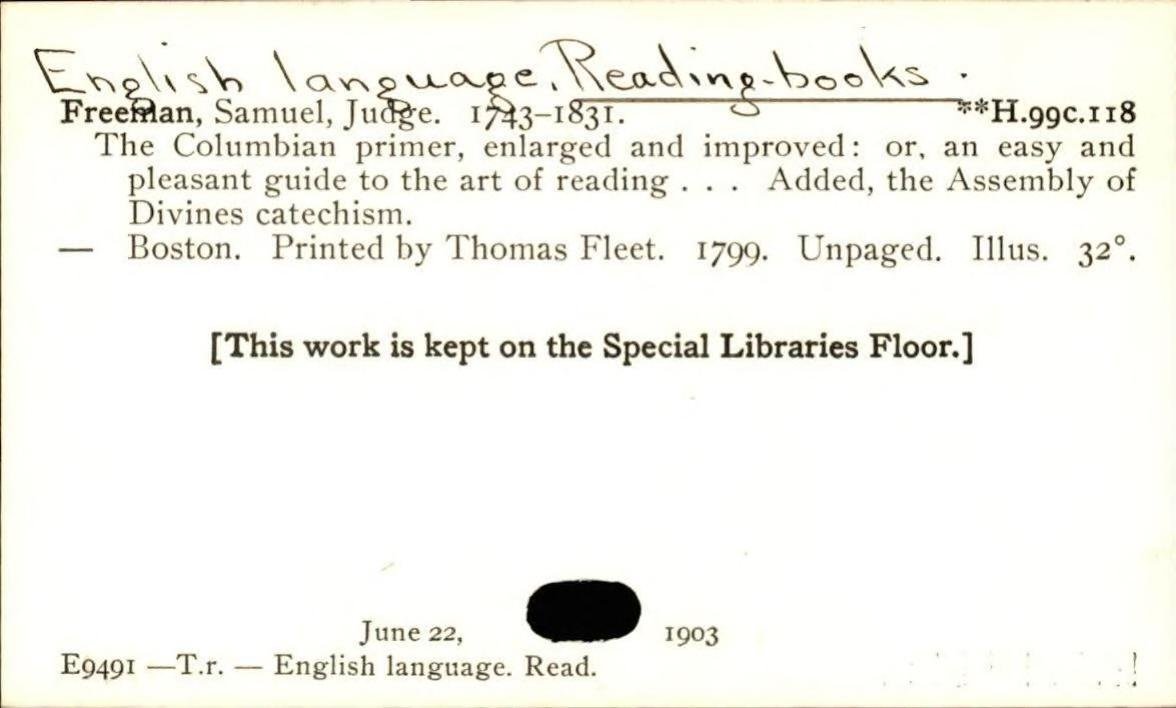 English language. Reading-books.
Freeman, Samuel, Judge. 1743–1831. **H.99c.118
The Columbian primer, enlarged and improved: or, an easy and
pleasant guide to the art of reading . . . Added, the Assembly of
Divines catechism.
— Boston. Printed by Thomas Fleet. 1799. Unpaged. Illus. 32°.
[This work is kept on the Special Libraries Floor.]
June 22, 1903
E9491 —T.r. — English language. Read.